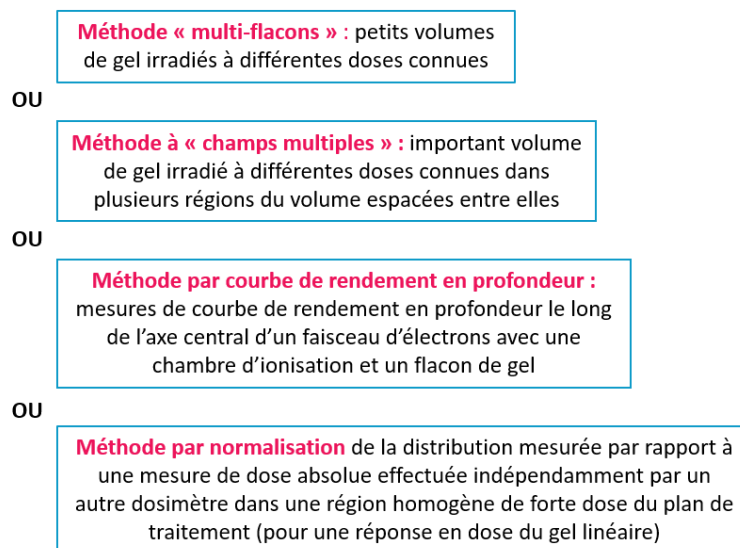 Méthode « multi-flacons » : petits volumes
de gel irradiés à différentes doses connues
OU
Méthode à « champs multiples » : important volume
de gel irradié à différentes doses connues dans
plusieurs régions du volume espacées entre elles
OU
Méthode par courbe de rendement en profondeur :
mesures de courbe de rendement en profondeur le long
de l’axe central d’un faisceau d’électrons avec une
chambre d’ionisation et un flacon de gel
OU
Méthode par normalisation de la distribution mesurée par rapport à
une mesure de dose absolue effectuée indépendamment par un
autre dosimètre dans une région homogène de forte dose du plan de
traitement (pour une réponse en dose du gel linéaire)